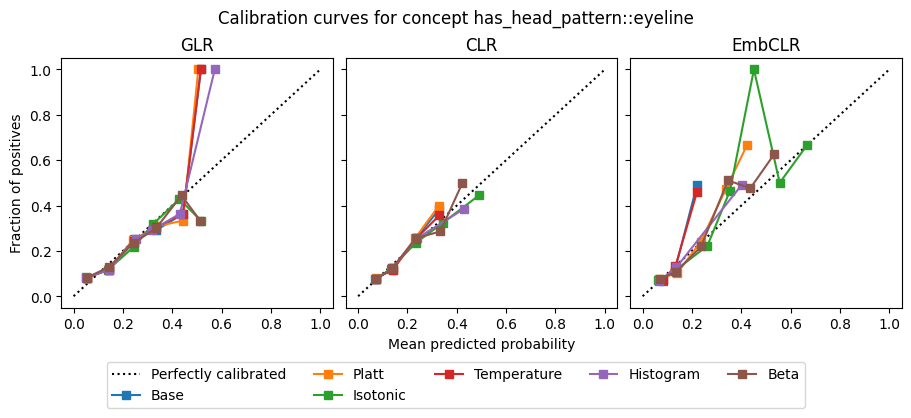 Calibration curves for concept has_head_pattern::eyeline
GLR
CLR
EmbCLR
Fraction of positives
1.0
0.8
0.6
0.4
0.2
0.0
0.0 0.2 0.4 0.6 0.8 1.0
0.0 0.2 0.4 0.6 0.8 1.0
0.0 0.2 0.4 0.6 0.8 1.0
Mean predicted probability
Perfectly calibrated
Base
Platt
Isotonic
Temperature
Histogram
Beta